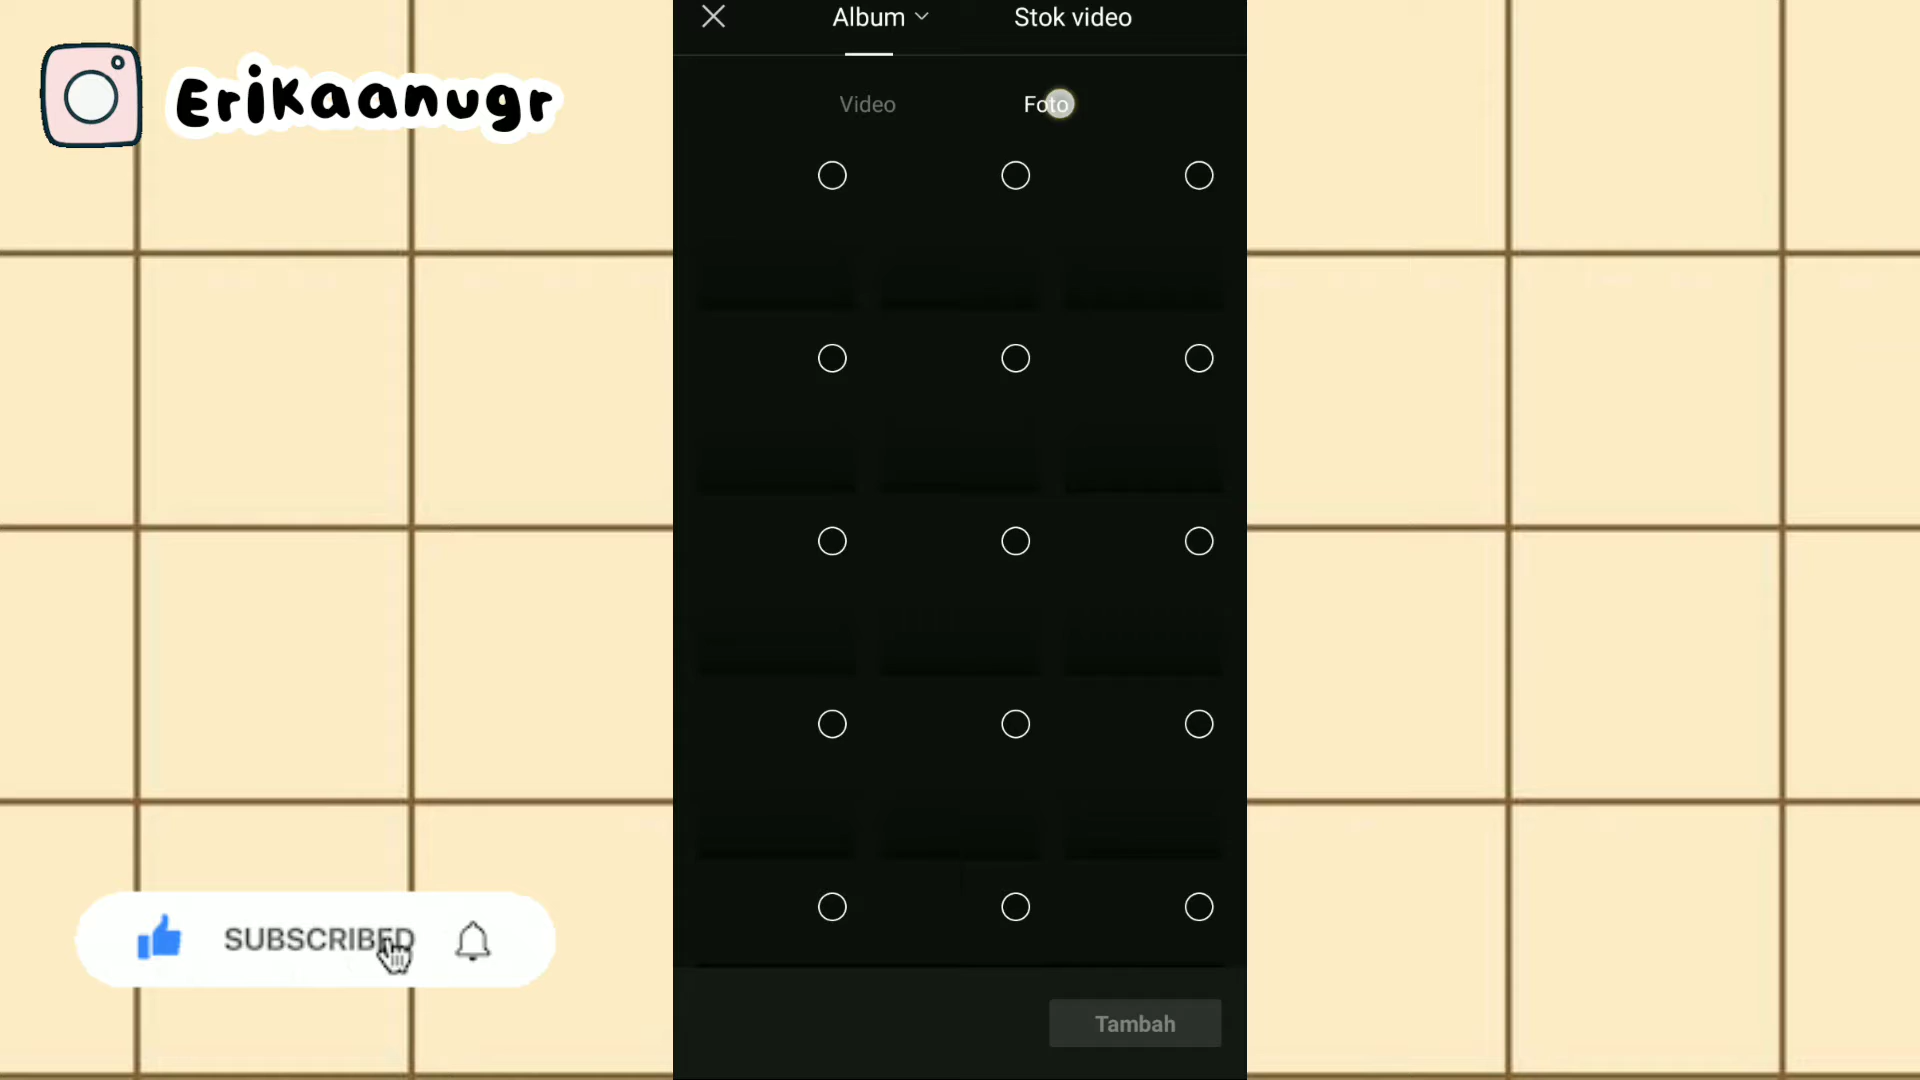 Album
Stok video
Erikaanugr
Video
Foto
SUBSCRIBED
Tambah